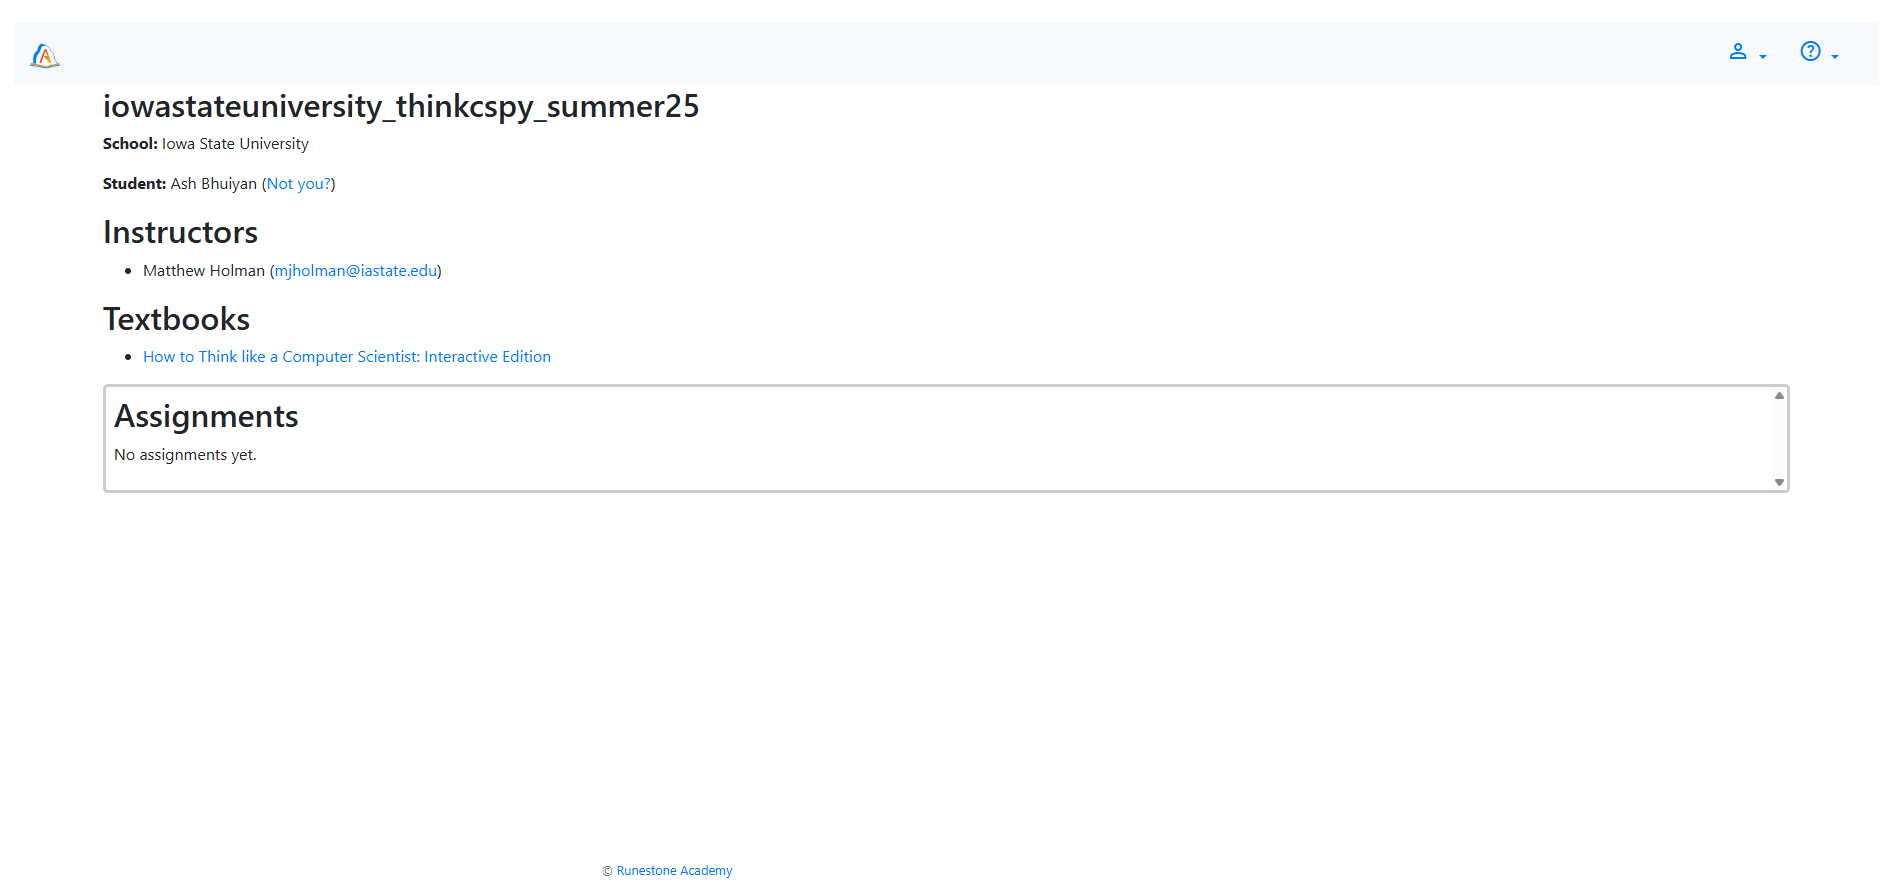 iowastateuniversity_thinkcspy_summer25
School: Iowa State University
Student: Ash Bhuiyan (Not you?)
Instructors
Matthew Holman (mjholman@iastate.edu)
Textbooks
How to Think like a Computer Scientist: Interactive Edition
Assignments
No assignments yet.
© Runestone Academy